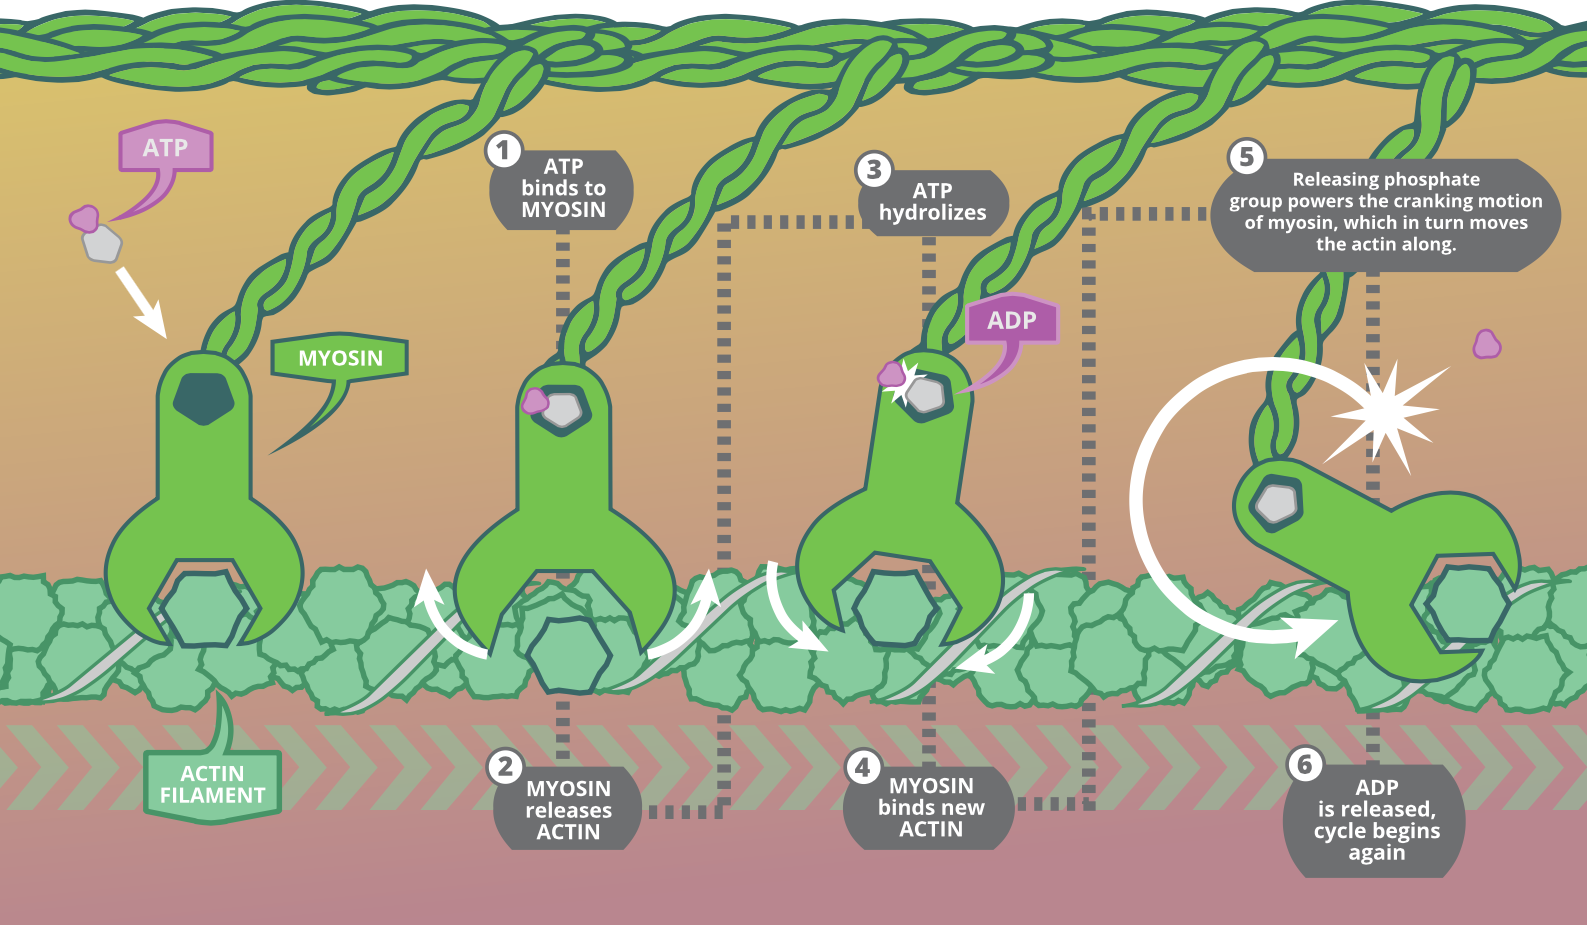 ATP
MYOSIN
ACTIN
FILAMENT
1
ATP
binds to
MYOSIN
2
MYOSIN
releases
ACTIN
3
ATP
hydrolizes
ADP
4
MYOSIN
binds new
ACTIN
5
Releasing phosphate
group powers the cranking motion
of myosin, which in turn moves
the actin along.
6
ADP
is released,
cycle begins
again